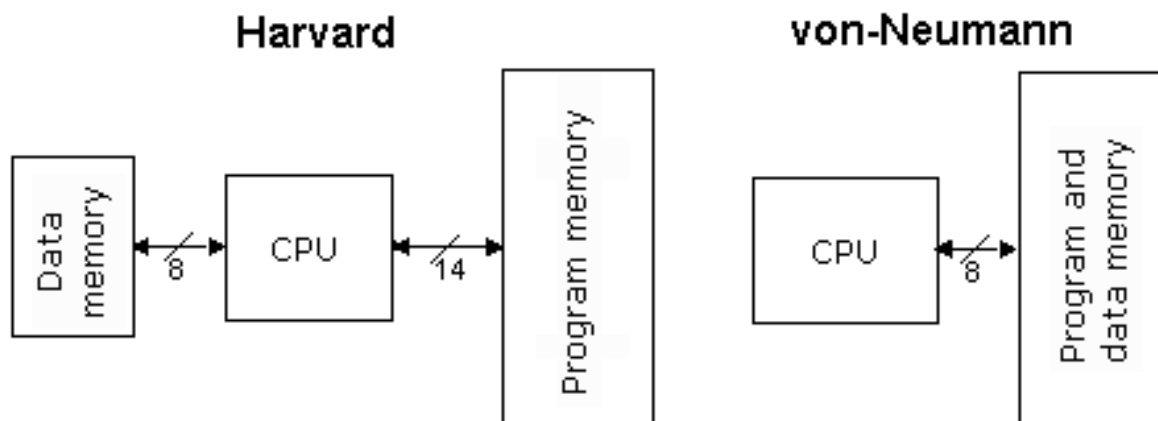 Harvard
von-Neumann
Data
memory
8
CPU
14
Program memory
CPU
8
Program and
data memory